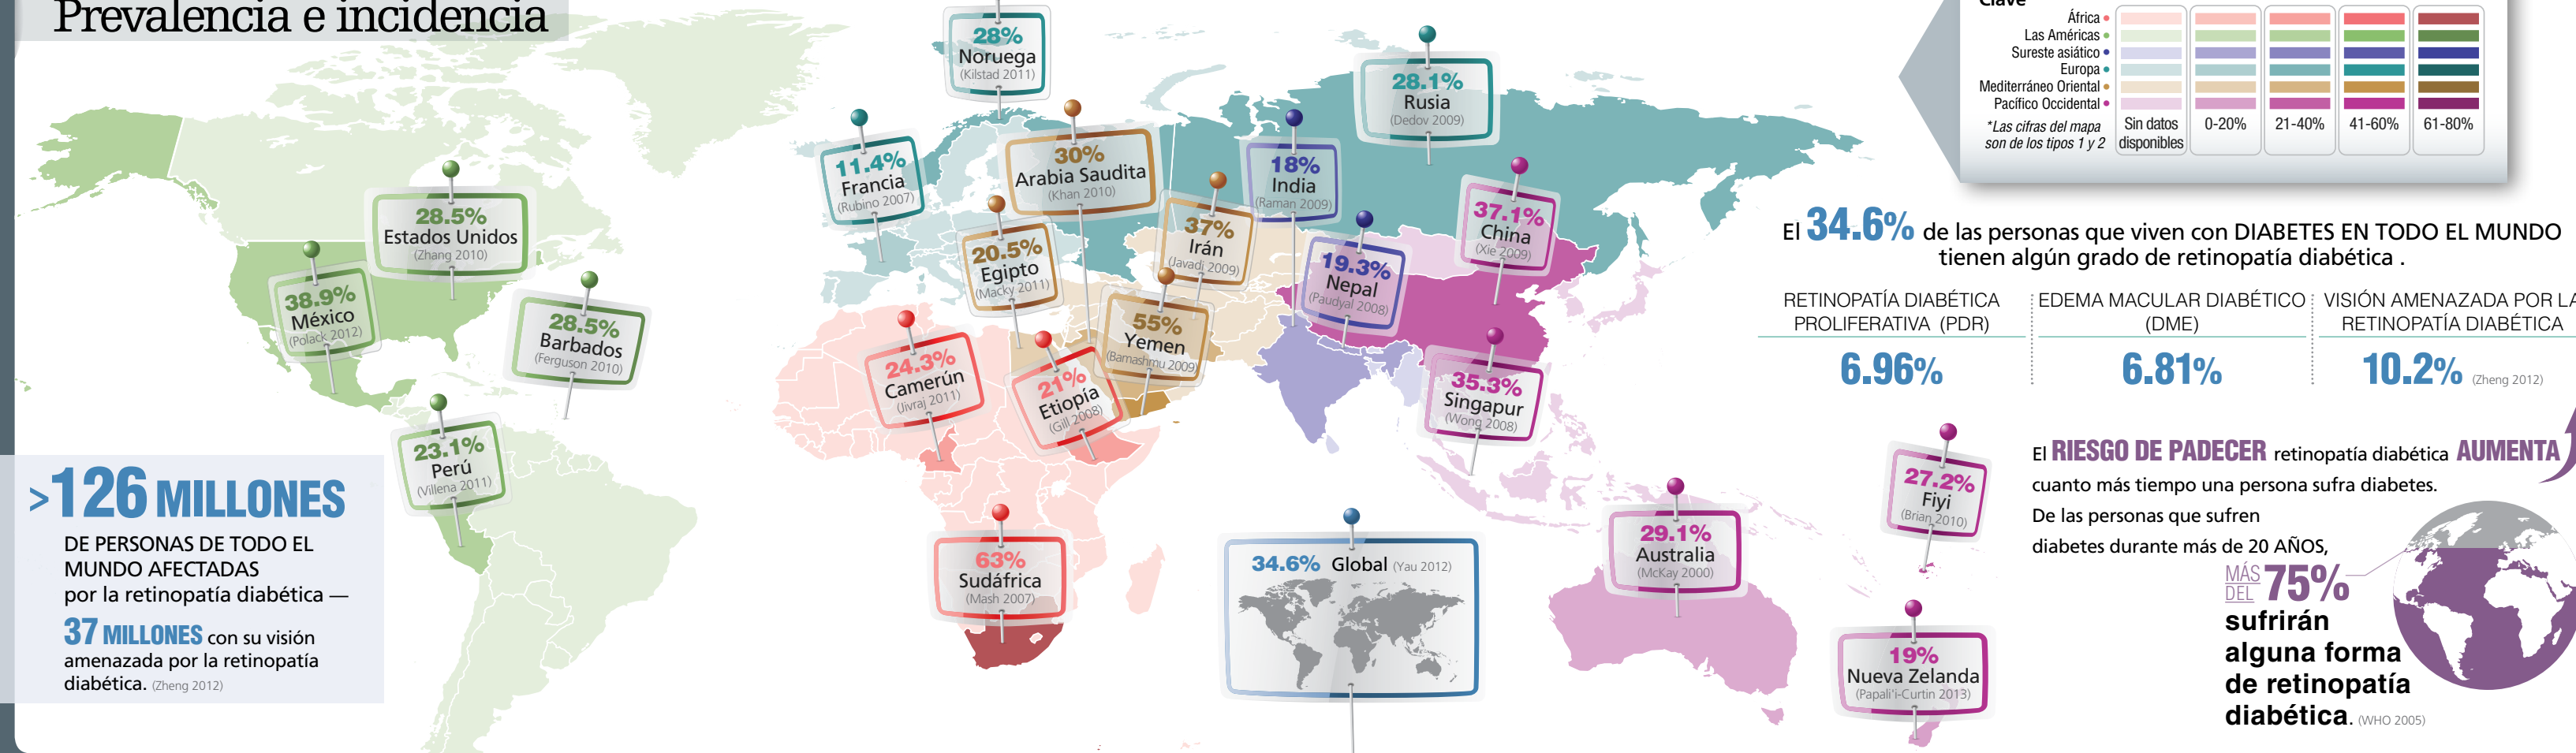 Prevalencia e incidencia
28%
Noruega
(Kilstad 2011)
28.1%
Rusia
(Dedov 2009)
11.4%
Francia
(Rubino 2007)
30%
Arabia Saudita
(Khan 2010)
18%
India
(Raman 2009)
28.5%
Estados Unidos
(Zhang 2010)
37%
Irán
(Javadi 2009)
37.1%
China
(Xie 2009)
20.5%
Egipto
(Macky 2011)
19.3%
Nepal
(Paudyal 2008)
38.9%
México
(Polack 2012)
28.5%
Barbados
(Ferguson 2010)
55%
Yemen
(Bamashmu 2009)
24.3%
Camerún
(Jivraj 2011)
21%
Etiopía
(Gill 2008)
35.3%
Singapur
(Wong 2008)
23.1%
Perú
(Villena 2011)
27.2%
Fiyi
(Brian 2010)
63%
Sudáfrica
(Mash 2007)
34.6% Global (Yau 2012)
29.1%
Australia
(McKay 2000)
19%
Nueva Zelanda
(Papali'i-Curtin 2013)
>126 MILLONES
DE PERSONAS DE TODO EL
MUNDO AFECTADAS
por la retinopatía diabética —
37 MILLONES con su visión
amenazada por la retinopatía
diabética. (Zheng 2012)
Clave
África
Las Américas
Sureste asiático
Europa
Mediterráneo Oriental
Pacífico Occidental
*Las cifras del mapa
son de los tipos 1 y 2
Sin datos
disponibles
0-20%
21-40%
41-60%
61-80%
El 34.6% de las personas que viven con DIABETES EN TODO EL MUNDO
tienen algún grado de retinopatía diabética .
RETINOPATÍA DIABÉTICA
PROLIFERATIVA (PDR)
6.96%
EDEMA MACULAR DIABÉTICO
(DME)
6.81%
VISIÓN AMENAZADA POR LA
RETINOPATÍA DIABÉTICA
10.2% (Zheng 2012)
El RIESGO DE PADECER retinopatía diabética AUMENTA
cuanto más tiempo una persona sufra diabetes.
De las personas que sufren
diabetes durante más de 20 AÑOS,
MÁS
DEL 75%
sufrirán
alguna forma
de retinopatía
diabética. (WHO 2005)